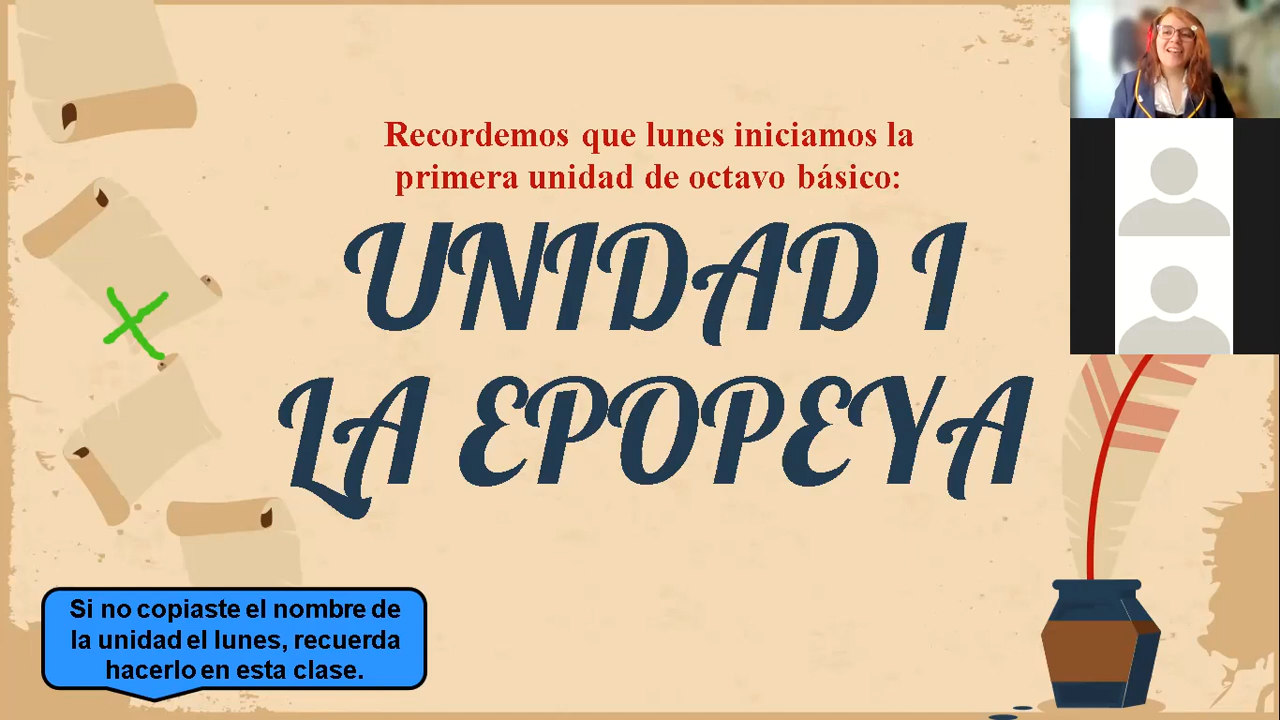 Recordemos que lunes iniciamos la
primera unidad de octavo básico:
UNIDAD I
LA EPOPEYA
Si no copiaste el nombre de
la unidad el lunes, recuerda
hacerlo en esta clase.